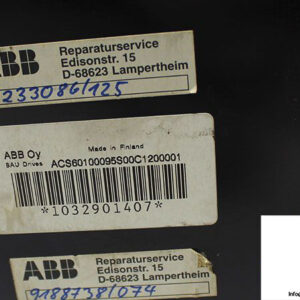 ABB
Reparaturservice
Edisonstr. 15
D-68623 Lampertheim
233086/125
ABB Oy
Made in Finland
SAU Drives
ACS60100095S00C1200001
*1032901407*
ABB
Reparaturservice
Edisonstr. 15
D-68623 Lampertheim
9188738/074